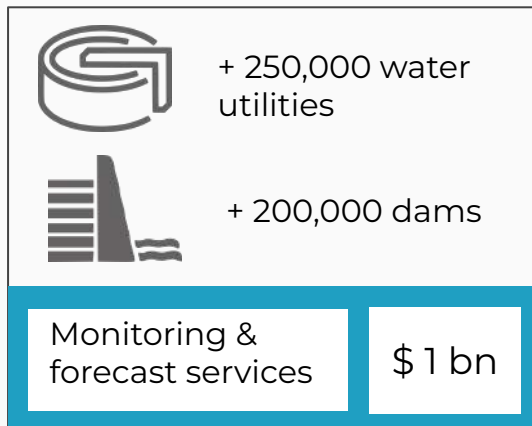 + 250,000 water
utilities
+ 200,000 dams
Monitoring &
forecast services
$ 1 bn